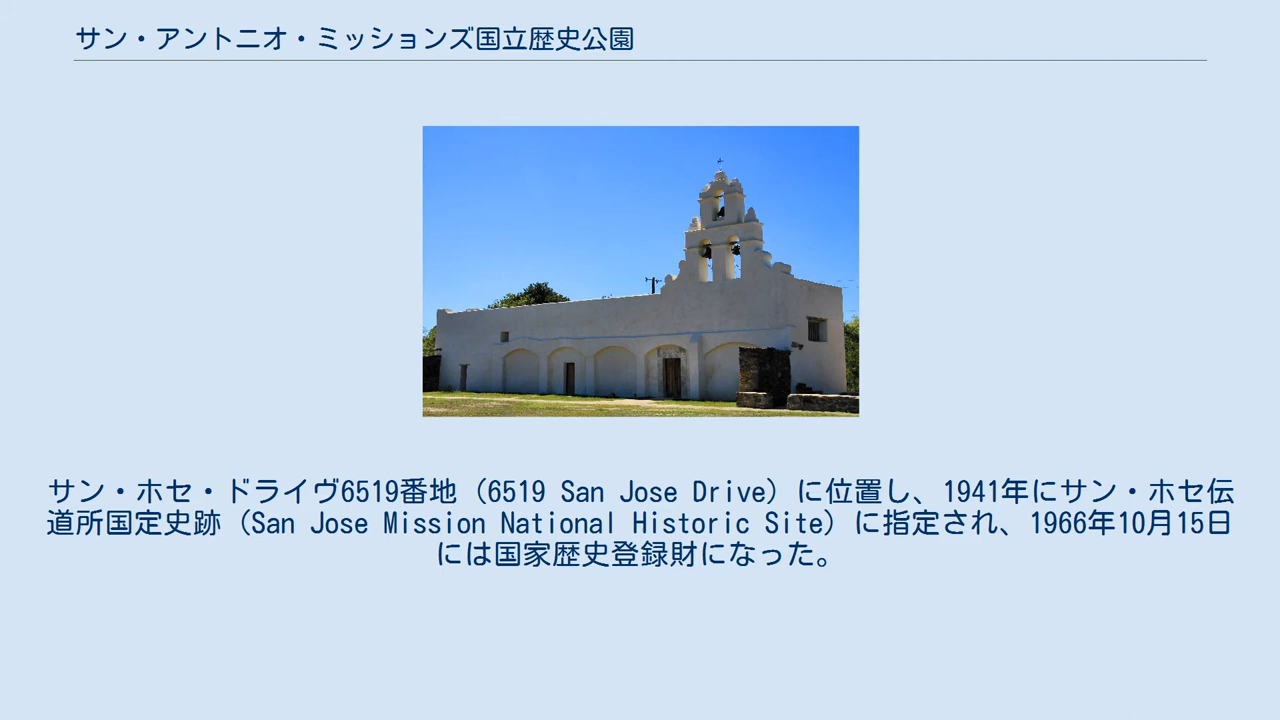 サン・アントニオ・ミッションズ国立歴史公園
サン・ホセ・ドライヴ6519番地（6519 San Jose Drive）に位置し、1941年にサン・ホセ伝
道所国定史跡（San Jose Mission National Historic Site）に指定され、1966年10月15日
には国家歴史登録財になった。